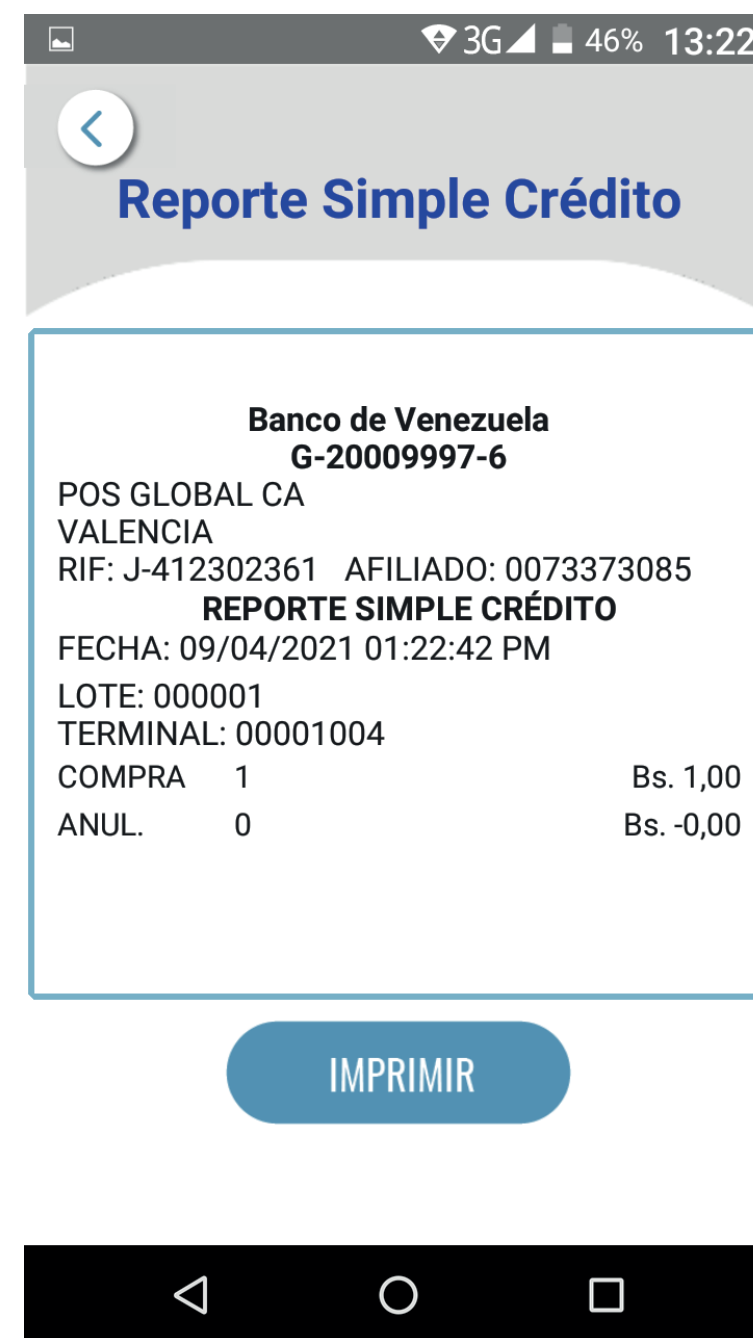 3G 46% 13:22
Reporte Simple Crédito
Banco de Venezuela
G-20009997-6
POS GLOBAL CA
VALENCIA
RIF: J-412302361 AFILIADO: 0073373085
REPORTE SIMPLE CRÉDITO
FECHA: 09/04/2021 01:22:42 PM
LOTE: 000001
TERMINAL: 00001004
COMPRA 1 Bs. 1,00
ANUL. 0 Bs. -0,00
IMPRIMIR